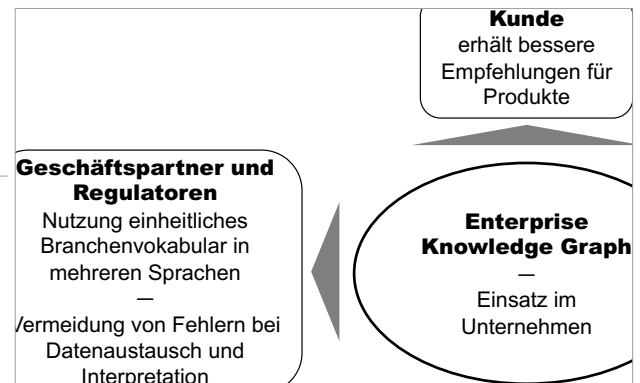 Kunde
erhält bessere
Empfehlungen für
Produkte
Geschäftspartner und
Regulatoren
Nutzung einheitliches
Branchenvokabular in
mehreren Sprachen
—
Vermeidung von Fehlern bei
Datenaustausch und
Interpretation
Enterprise
Knowledge Graph
—
Einsatz im
Unternehmen